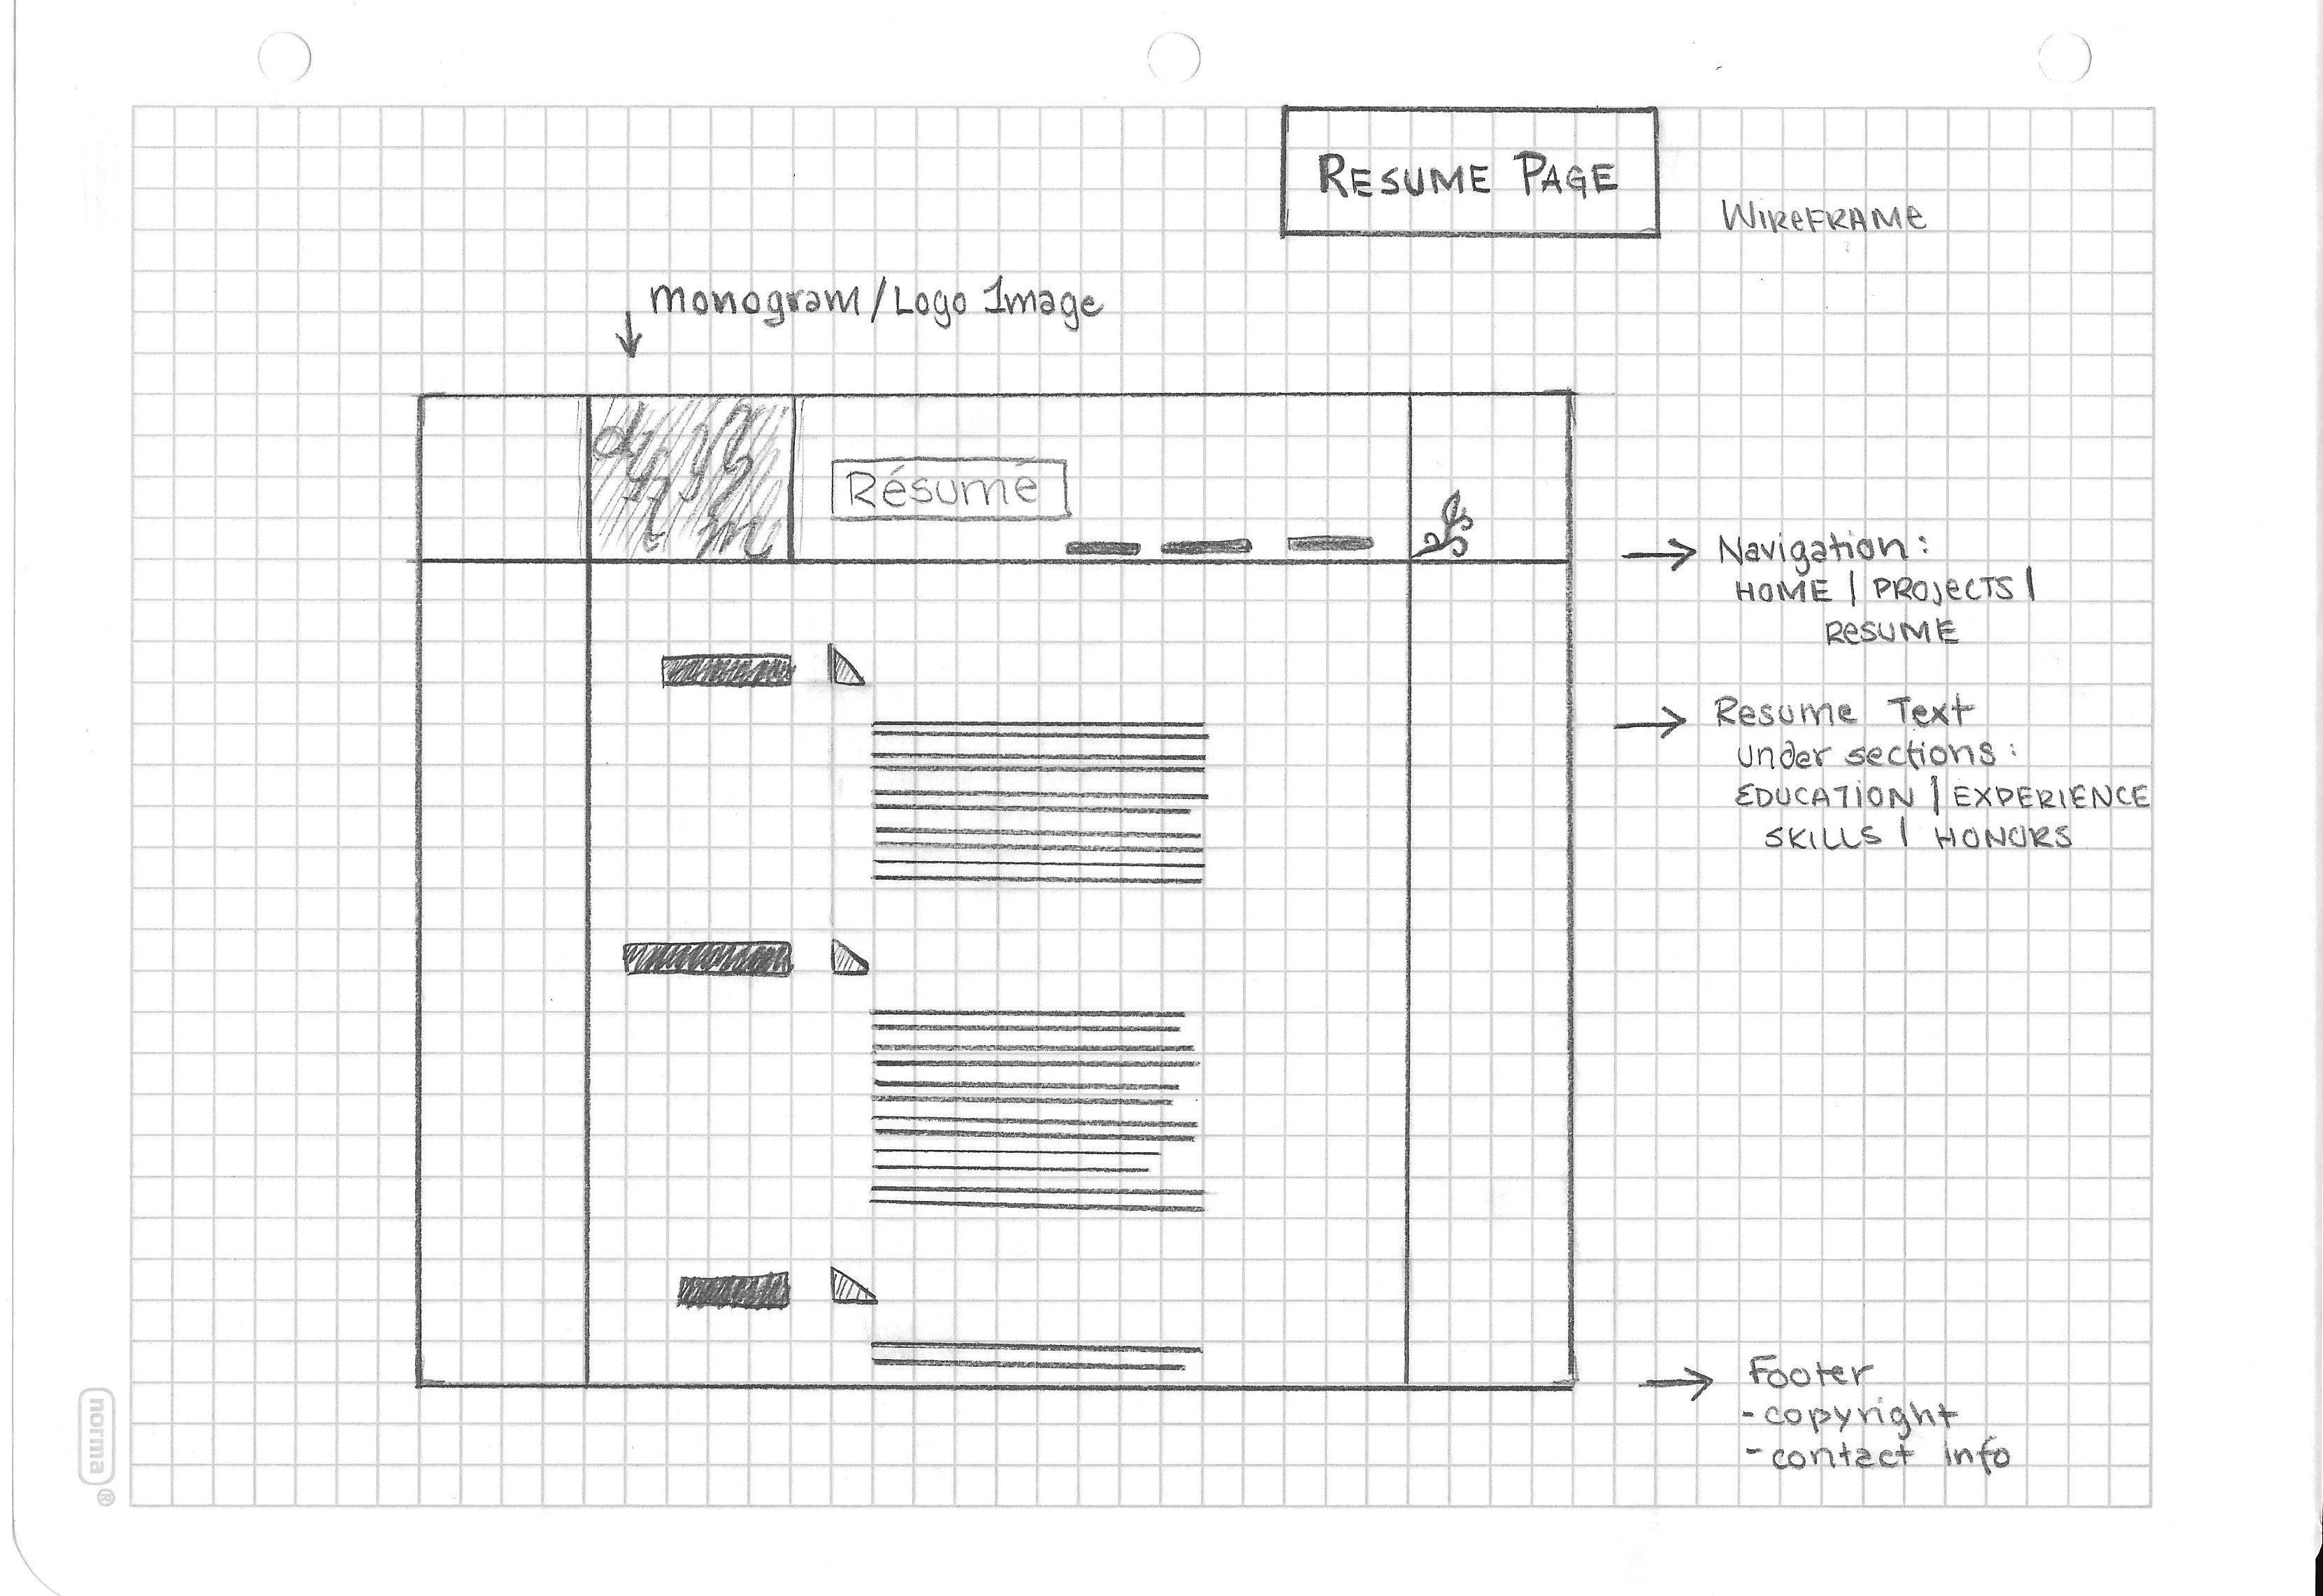 RESUME PAGE
WIREFRAME
monogram/Logo Image
Résumé
Navigation:
HOME | PROJECTS |
RESUME
Resume Text
under sections:
EDUCATION | EXPERIENCE
SKILLS | HONORS
Footer
-copyright
-contact info
norma®